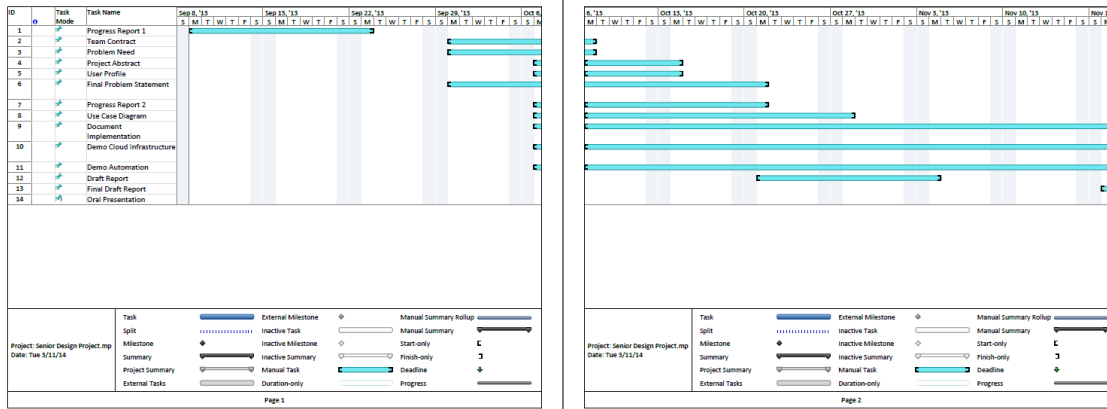 ID Task Mode Task Name Sep 8, '13 Sep 15, '13 Sep 22, '13 Sep 29, '13 Oct 6,
S M T W T F S S M T W T F S S M T W T F S S M T W T F S S M
1 Progress Report 1
2 Team Contract
3 Problem Need
4 Project Abstract
5 User Profile
6 Final Problem Statement
7 Progress Report 2
8 Use Case Diagram
9 Document
Implementation
10 Demo Cloud Infrastructure
11 Demo Automation
12 Draft Report
13 Final Draft Report
14 Oral Presentation
Project: Senior Design Project.mp
Date: Tue 3/11/14
Task External Milestone Manual Summary Rollup
Split Inactive Task Manual Summary
Milestone Inactive Milestone Start-only
Summary Inactive Summary Finish-only
Project Summary Manual Task Deadline
External Tasks Duration-only Progress
Page 1
6, '13 Oct 13, '13 Oct 20, '13 Oct 27, '13 Nov 3, '13 Nov 10, '13 Nov 1
M T W T F S S M T W T F S S M T W T F S S M T W T F S S M T W T F S S M T W T F S S M
Project: Senior Design Project.mp
Date: Tue 3/11/14
Task External Milestone Manual Summary Rollup
Split Inactive Task Manual Summary
Milestone Inactive Milestone Start-only
Summary Inactive Summary Finish-only
Project Summary Manual Task Deadline
External Tasks Duration-only Progress
Page 2